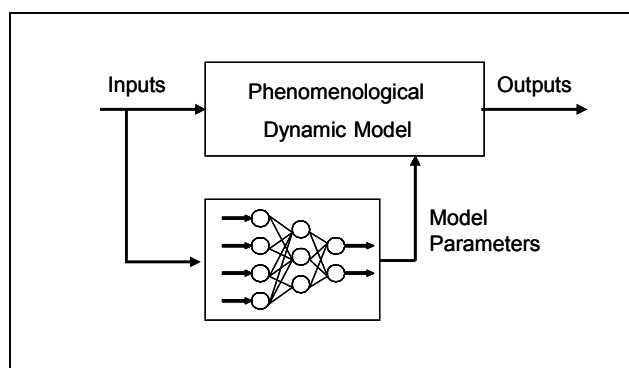 Inputs
Phenomenological
Dynamic Model
Outputs
Model
Parameters